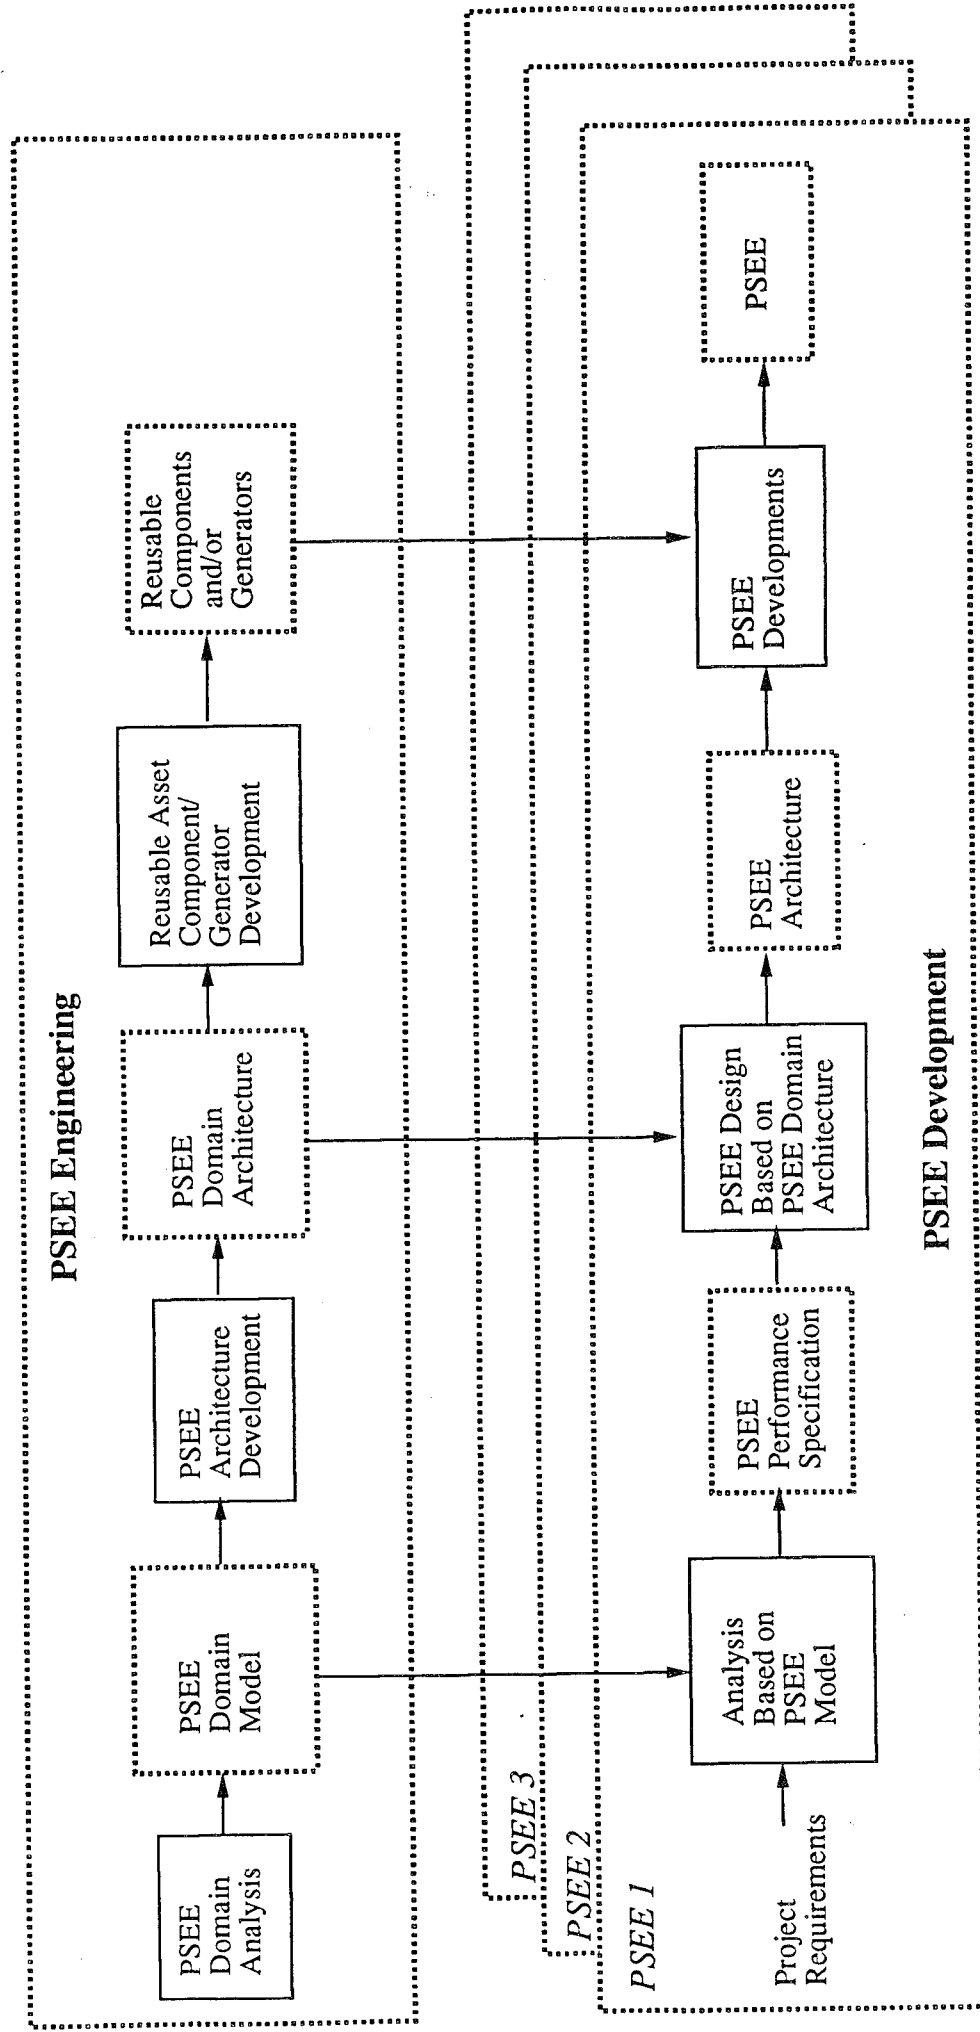 PSEE Engineering
PSEE
Domain
Analysis
PSEE
Domain
Model
PSEE
Architecture
Development
PSEE
Domain
Architecture
Reusable Asset
Component/
Generator
Development
Reusable
Components
and/or
Generators
PSEE 3
PSEE 2
PSEE 1
Project
Requirements
Analysis
Based on
PSEE
Model
PSEE
Performance
Specification
PSEE Design
Based on
PSEE Domain
Architecture
PSEE
Architecture
PSEE
Developments
PSEE
PSEE Development